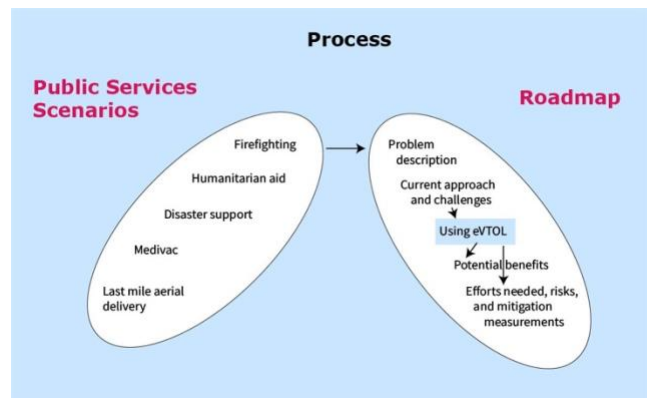 Process
Public Services
Scenarios
Firefighting
Humanitarian aid
Disaster support
Medivac
Last mile aerial
delivery
Roadmap
Problem
description
Current approach
and challenges
Using eVTOL
Potential benefits
Efforts needed, risks,
and mitigation
measurements